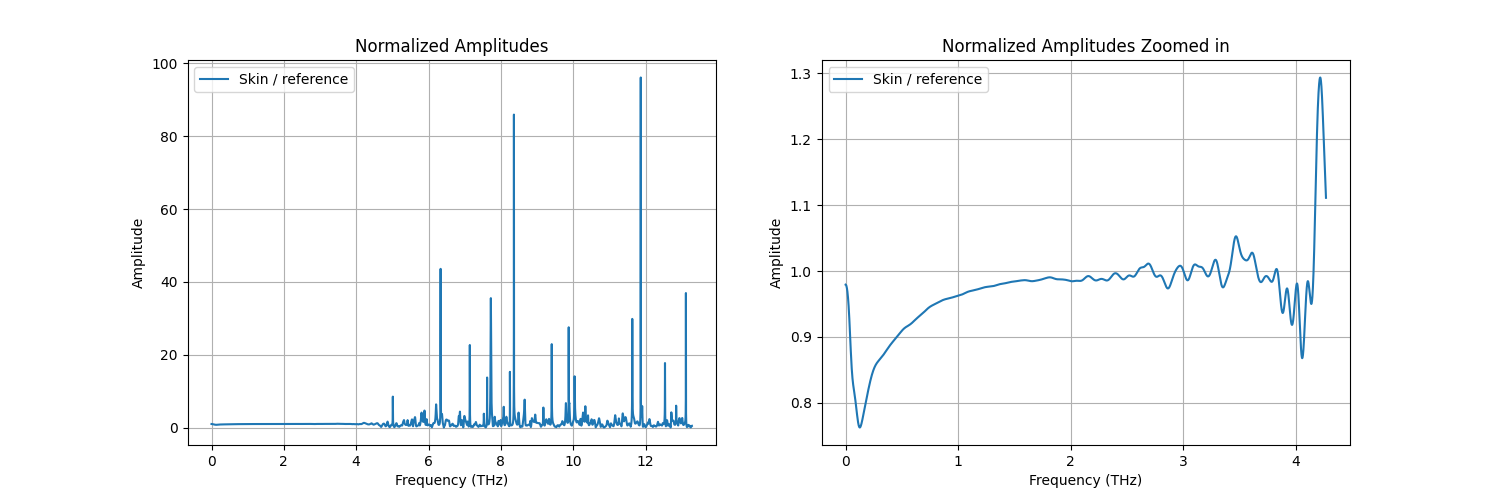 Normalized Amplitudes
Skin / reference
Amplitude
100
80
60
40
20
0
0 2 4 6 8 10 12
Frequency (THz)
Normalized Amplitudes Zoomed in
Skin / reference
Amplitude
1.3
1.2
1.1
1.0
0.9
0.8
0 1 2 3 4
Frequency (THz)